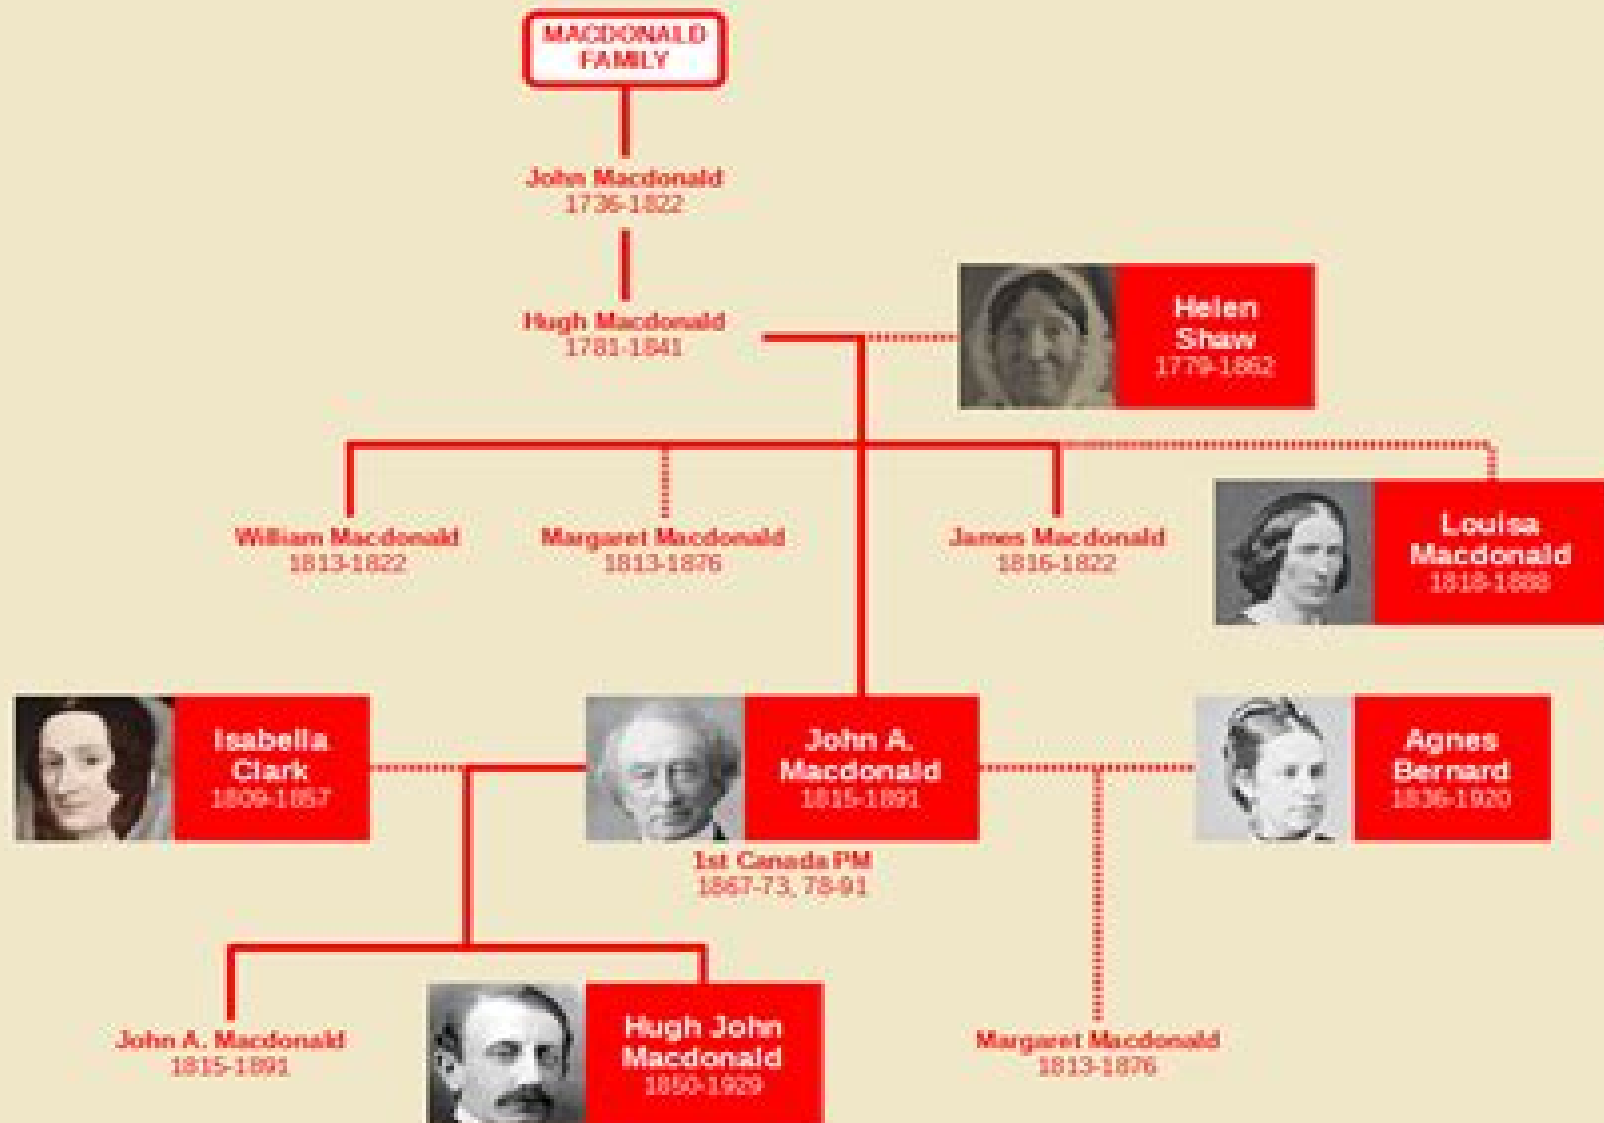 MACDONALD
FAMILY
John Macdonald
1736-1822
Hugh Macdonald
1781-1841
Helen
Shaw
1779-1862
William Macdonald
1813-1822
Margaret Macdonald
1813-1876
James Macdonald
1816-1822
Louisa
Macdonald
1818-1888
Isabella
Clark
1809-1857
John A.
Macdonald
1815-1891
1st Canada PM
1867-73, 78-91
Agnes
Bernard
1836-1920
John A. Macdonald
1815-1891
Hugh John
Macdonald
1850-1929
Margaret Macdonald
1813-1876